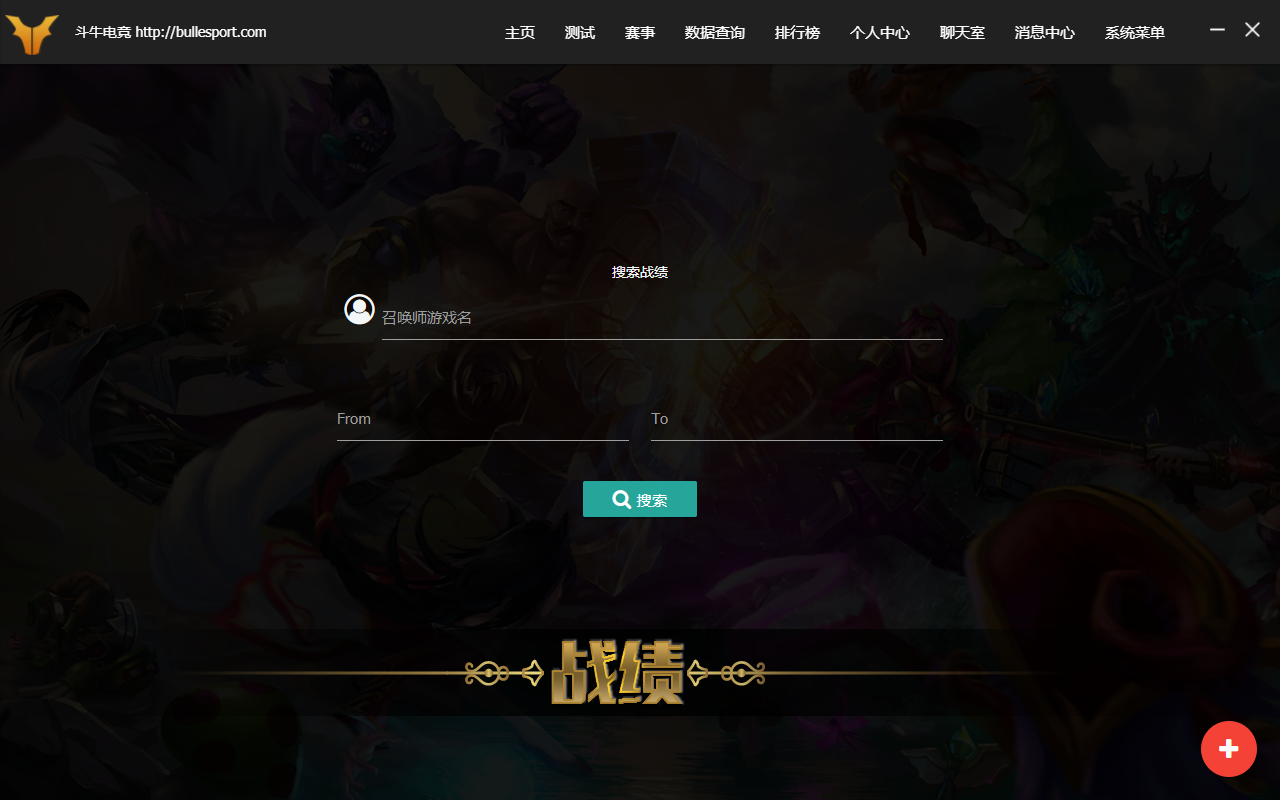 斗牛电竞 http://bullesport.com
主页 测试 赛事 数据查询 排行榜 个人中心 聊天室 消息中心 系统菜单
搜索战绩
召唤师游戏名
From To
搜索
战绩